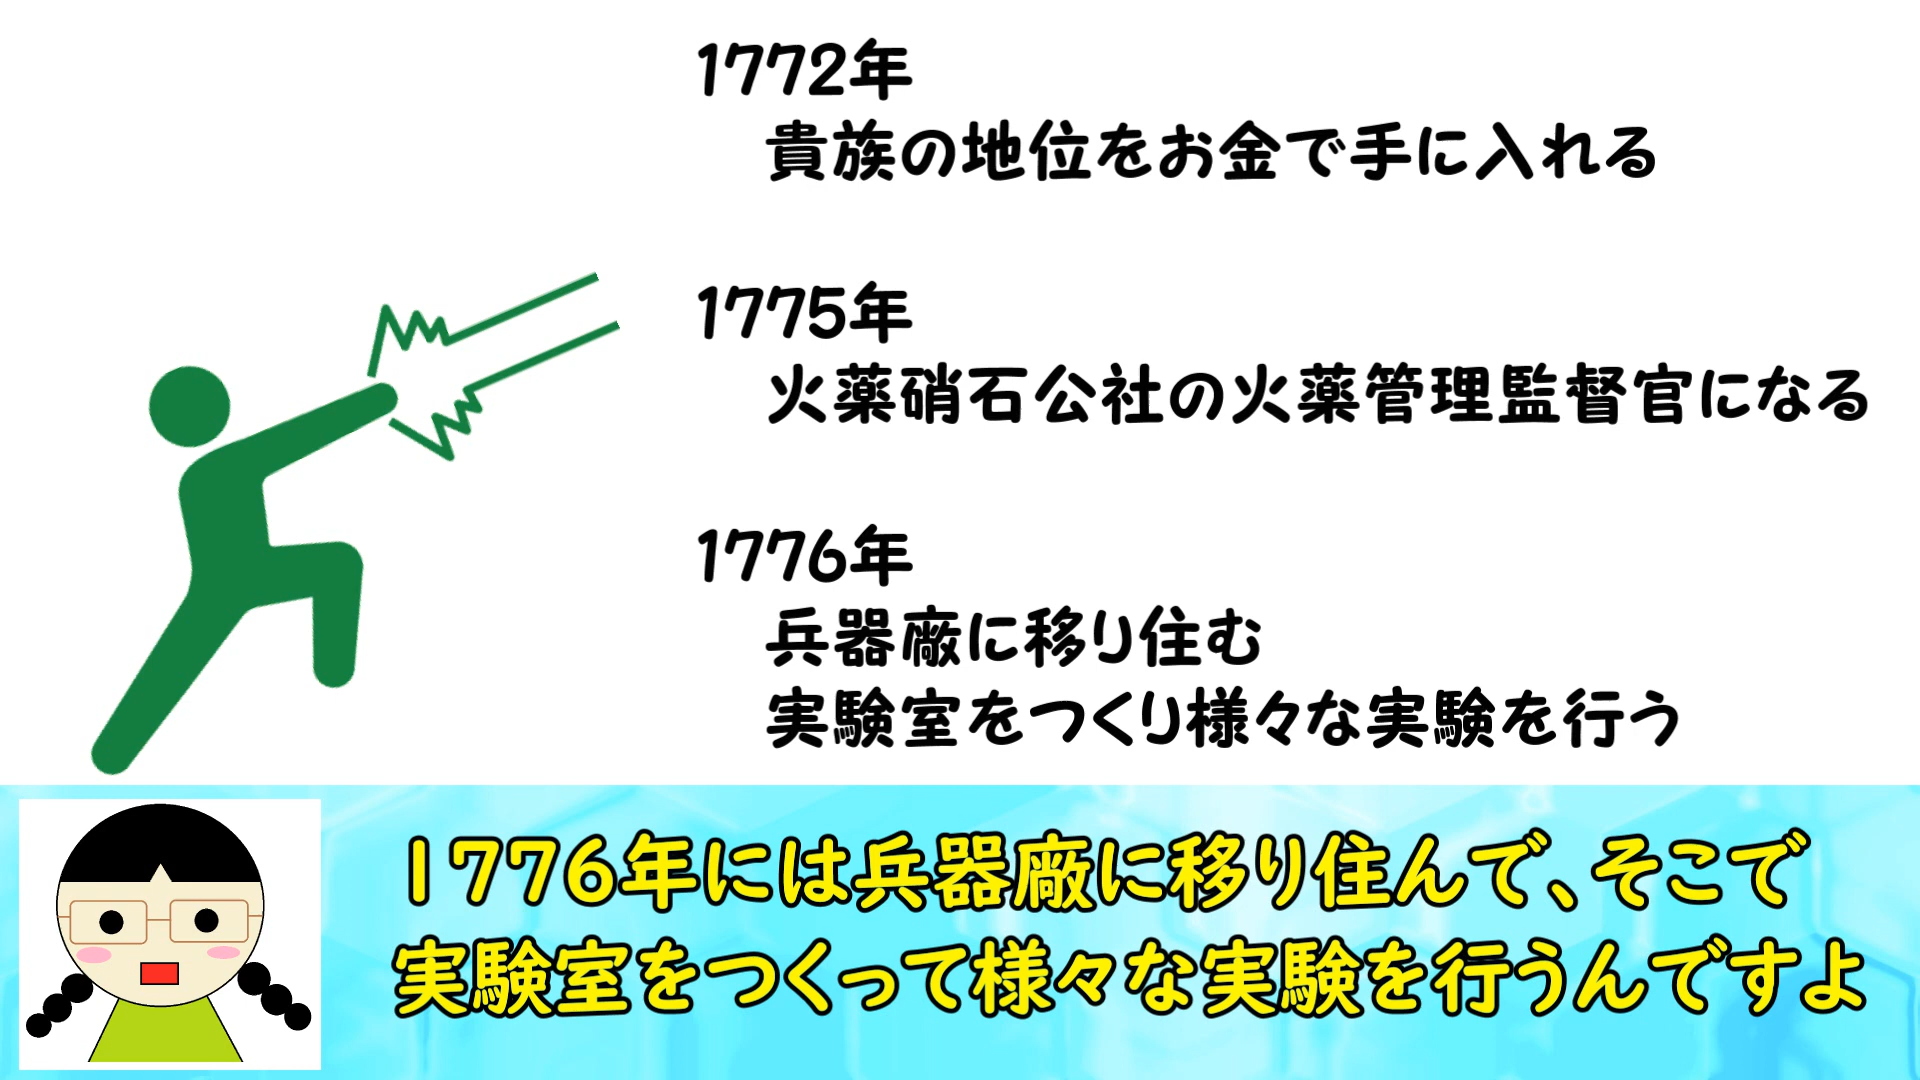 1772年
貴族の地位をお金で手に入れる
1775年
火薬硝石公社の火薬管理監督官になる
1776年
兵器廠に移り住む
実験室をつくり様々な実験を行う
1776年には兵器廠に移り住んで、そこで
実験室をつくって様々な実験を行うんですよ